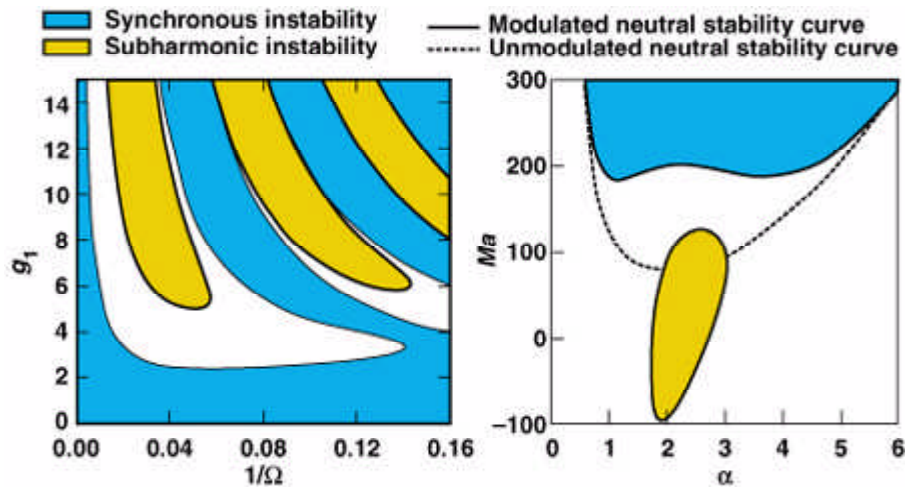 Synchronous instability
Subharmonic instability
Modulated neutral stability curve
Unmodulated neutral stability curve
14
12
10
8
6
4
2
0
g1
0.00 0.04 0.08 0.12 0.16
1/Ω
300
200
100
0
−100
Ma
0 1 2 3 4 5 6
α